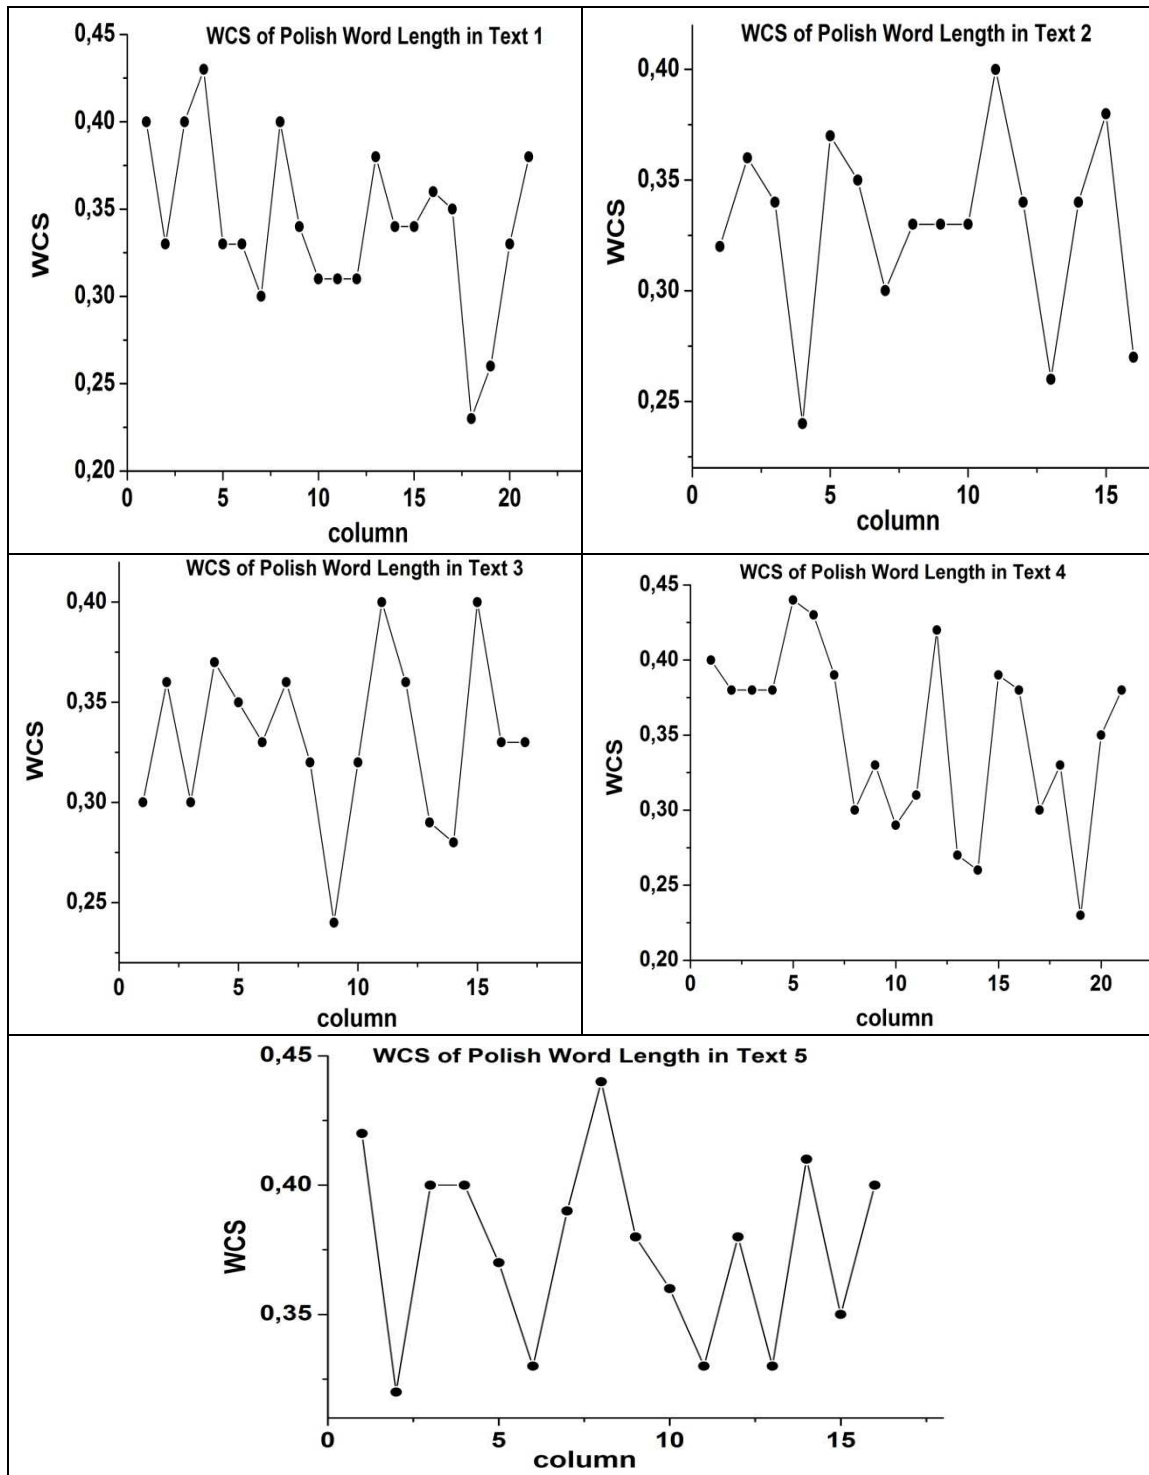 WCS of Polish Word Length in Text 1
0,45
0,40
0,35
0,30
0,25
0,20
WCS
0 5 10 15 20
column
WCS of Polish Word Length in Text 2
0,40
0,35
0,30
0,25
WCS
0 5 10 15
column
WCS of Polish Word Length in Text 3
0,40
0,35
0,30
0,25
WCS
0 5 10 15
column
WCS of Polish Word Length in Text 4
0,45
0,40
0,35
0,30
0,25
0,20
WCS
0 5 10 15 20
column
WCS of Polish Word Length in Text 5
0,45
0,40
0,35
WCS
0 5 10 15
column